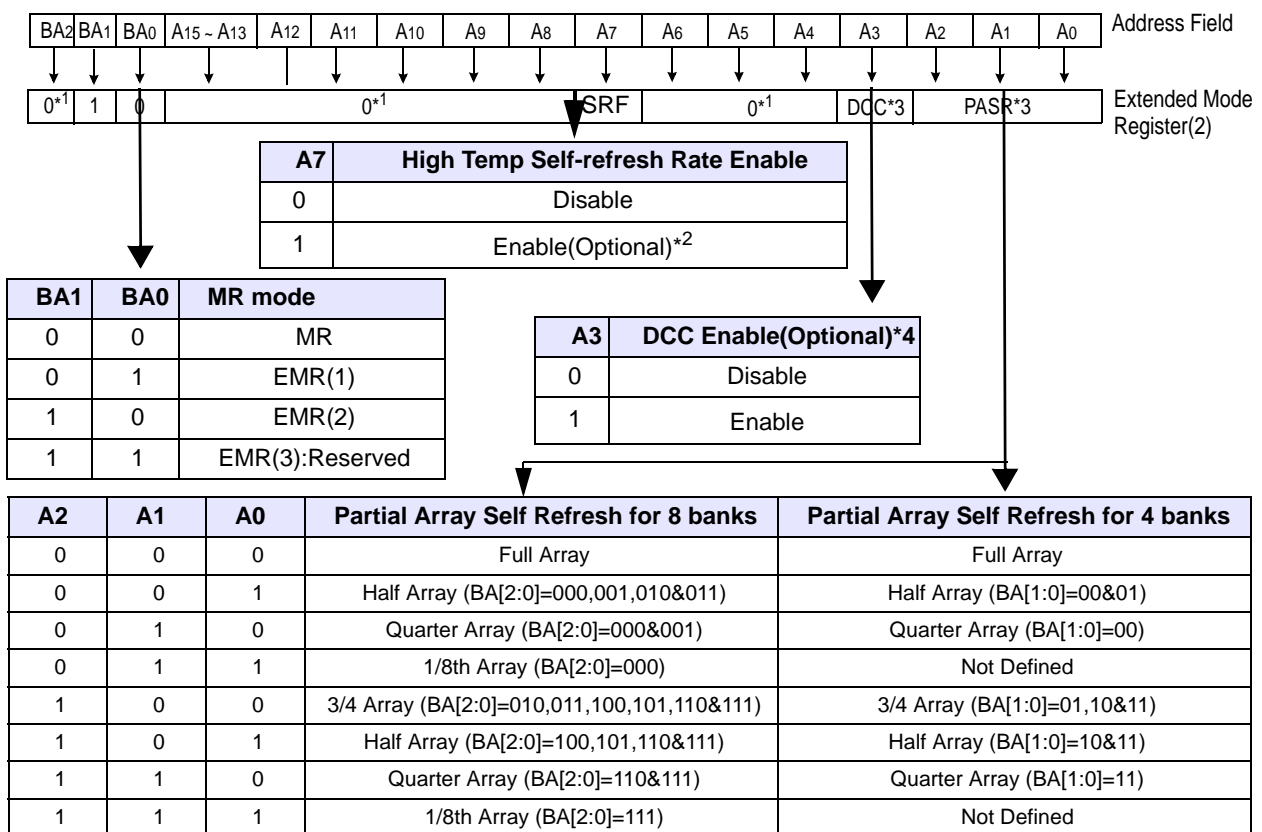 BA2 BA1 BA0 A15 ~ A13 A12 A11 A10 A9 A8 A7 A6 A5 A4 A3 A2 A1 A0 Address Field
0*1 1 0 0*1 SRF 0*1 DCC*3 PASR*3 Extended Mode
Register(2)
A7 High Temp Self-refresh Rate Enable
0 Disable
1 Enable(Optional)*2
BA1 BA0 MR mode
0 0 MR
0 1 EMR(1)
1 0 EMR(2)
1 1 EMR(3):Reserved
A3 DCC Enable(Optional)*4
0 Disable
1 Enable
A2 A1 A0 Partial Array Self Refresh for 8 banks Partial Array Self Refresh for 4 banks
0 0 0 Full Array Full Array
0 0 1 Half Array (BA[2:0]=000,001,010&011) Half Array (BA[1:0]=00&01)
0 1 0 Quarter Array (BA[2:0]=000&001) Quarter Array (BA[1:0]=00)
0 1 1 1/8th Array (BA[2:0]=000) Not Defined
1 0 0 3/4 Array (BA[2:0]=010,011,100,101,110&111) 3/4 Array (BA[1:0]=01,10&11)
1 0 1 Half Array (BA[2:0]=100,101,110&111) Half Array (BA[1:0]=10&11)
1 1 0 Quarter Array (BA[2:0]=110&111) Quarter Array (BA[1:0]=11)
1 1 1 1/8th Array (BA[2:0]=111) Not Defined